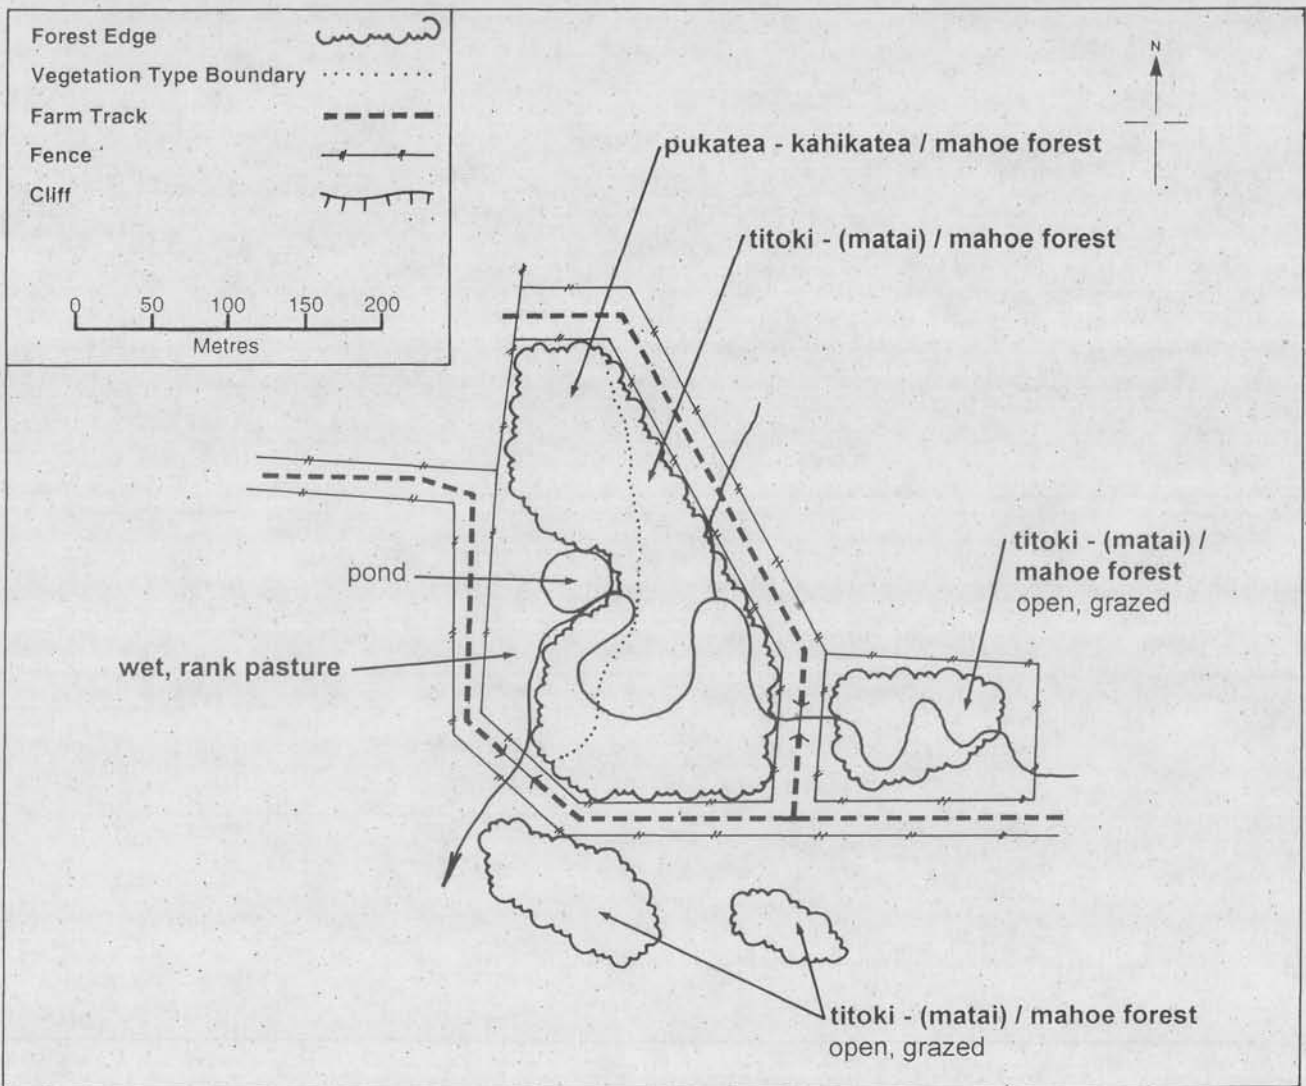 Forest Edge
Vegetation Type Boundary
Farm Track
Fence
Cliff
0 50 100 150 200
Metres
N
pukatea - kahikatea / mahoe forest
titoki - (matai) / mahoe forest
titoki - (matai) /
mahoe forest
open, grazed
pond
wet, rank pasture
titoki - (matai) / mahoe forest
open, grazed